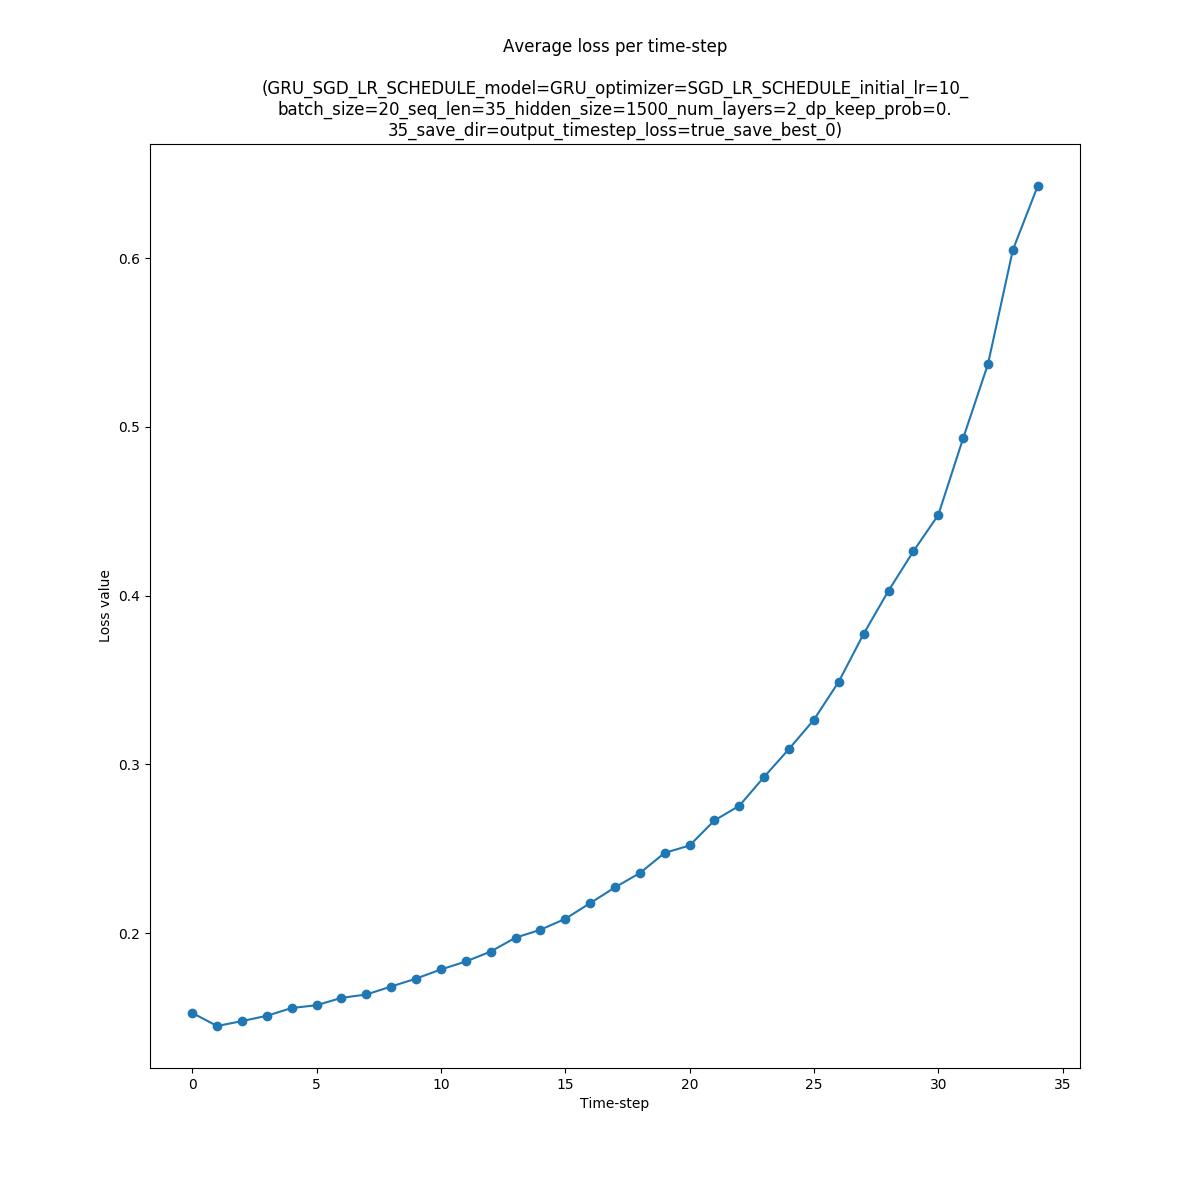 Average loss per time-step
(GRU_SGD_LR_SCHEDULE_model=GRU_optimizer=SGD_LR_SCHEDULE_initial_lr=10_
batch_size=20_seq_len=35_hidden_size=1500_num_layers=2_dp_keep_prob=0.
35_save_dir=output_timestep_loss=true_save_best_0)
0.6
0.5
0.4
0.3
0.2
Loss value
0 5 10 15 20 25 30 35
Time-step